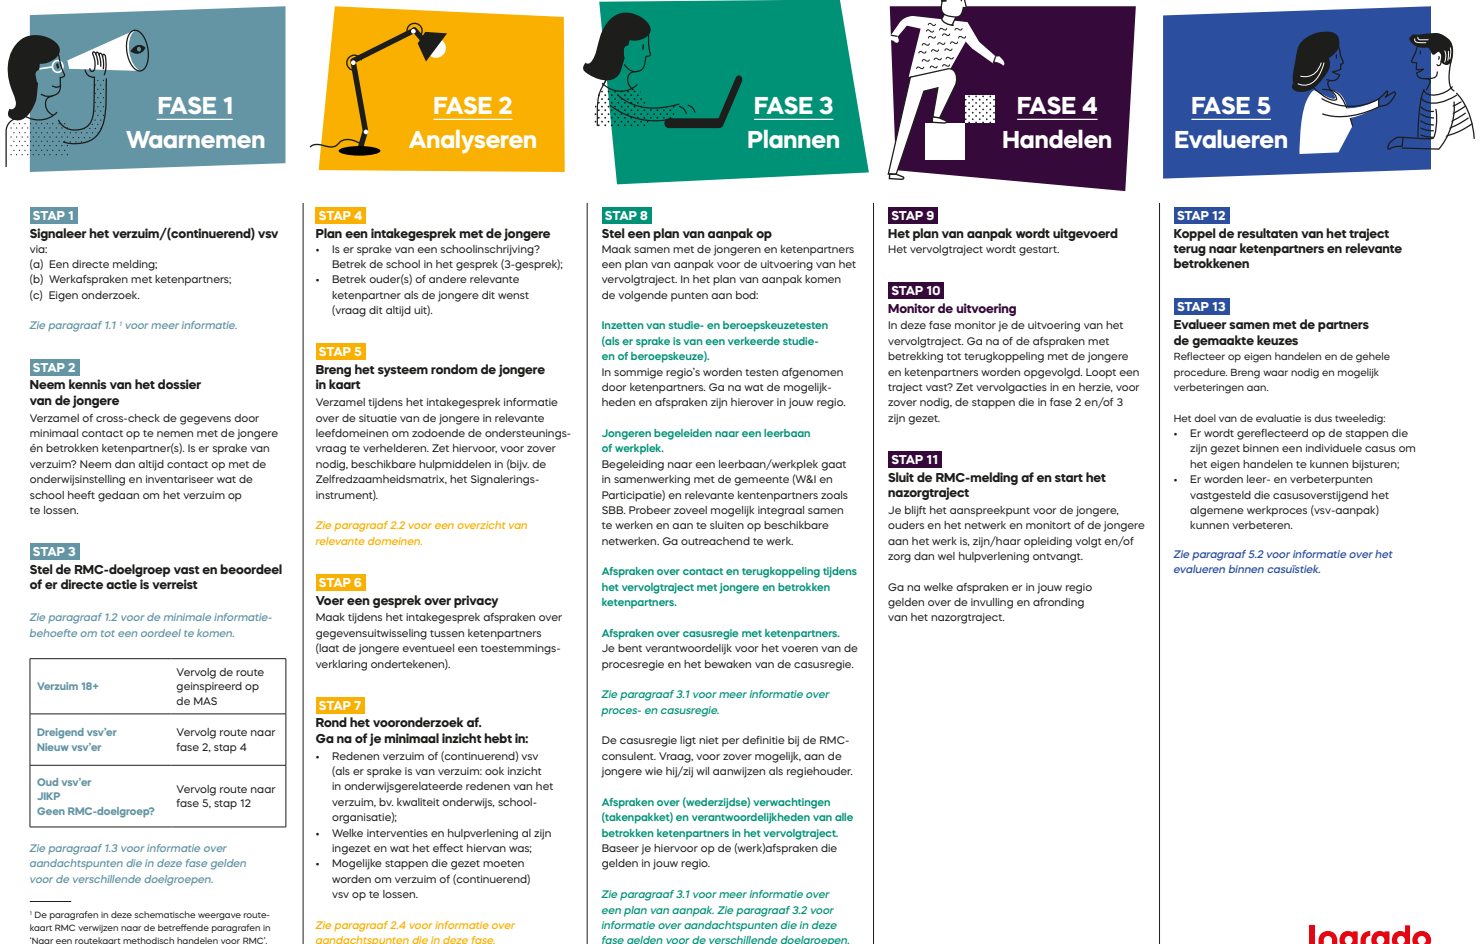 FASE 1
Waarnemen
STAP 1
Signaleer het verzuim/(continuerend) vsv
via:
(a) Een directe melding;
(b) Werkafspraken met ketenpartners;
(c) Eigen onderzoek.
Zie paragraaf 1.1 ¹ voor meer informatie.
STAP 2
Neem kennis van het dossier
van de jongere
Verzamel of cross-check de gegevens door
minimaal contact op te nemen met de jongere
én betrokken ketenpartner(s). Is er sprake van
verzuim? Neem dan altijd contact op met de
onderwijsinstelling en inventariseer wat de
school heeft gedaan om het verzuim op
te lossen.
STAP 3
Stel de RMC-doelgroep vast en beoordeel
of er directe actie is verreist
Zie paragraaf 1.2 voor de minimale informatie-
behoefte om tot een oordeel te komen.
Verzuim 18+
Vervolg de route
geinspireerd op
de MAS
Dreigend vsv'er
Nieuw vsv'er
Vervolg route naar
fase 2, stap 4
Oud vsv'er
JIKP
Geen RMC-doelgroep?
Vervolg route naar
fase 5, stap 12
Zie paragraaf 1.3 voor informatie over
aandachtspunten die in deze fase gelden
voor de verschillende doelgroepen.
¹ De paragrafen in deze schematische weergave route-
kaart RMC verwijzen naar de betreffende paragrafen in
'Naar een routekaart methodisch handelen voor RMC'.
FASE 2
Analyseren
STAP 4
Plan een intakegesprek met de jongere
• Is er sprake van een schoolinschrijving?
Betrek de school in het gesprek (3-gesprek);
• Betrek ouder(s) of andere relevante
ketenpartner als de jongere dit wenst
(vraag dit altijd uit).
STAP 5
Breng het systeem rondom de jongere
in kaart
Verzamel tijdens het intakegesprek informatie
over de situatie van de jongere in relevante
leefdomeinen om zodoende de ondersteunings-
vraag te verhelderen. Zet hiervoor, voor zover
nodig, beschikbare hulpmiddelen in (bijv. de
Zelfredzaamheidsmatrix, het Signalerings-
instrument).
Zie paragraaf 2.2 voor een overzicht van
relevante domeinen.
STAP 6
Voer een gesprek over privacy
Maak tijdens het intakegesprek afspraken over
gegevensuitwisseling tussen ketenpartners
(laat de jongere eventueel een toestemmings-
verklaring ondertekenen).
STAP 7
Rond het vooronderzoek af.
Ga na of je minimaal inzicht hebt in:
• Redenen verzuim of (continuerend) vsv
(als er sprake is van verzuim: ook inzicht
in onderwijsgerelateerde redenen van het
verzuim, bv. kwaliteit onderwijs, school-
organisatie);
• Welke interventies en hulpverlening al zijn
ingezet en wat het effect hiervan was;
• Mogelijke stappen die gezet moeten
worden om verzuim of (continuerend)
vsv op te lossen.
Zie paragraaf 2.4 voor informatie over
aandachtspunten die in deze fase.
FASE 3
Plannen
STAP 8
Stel een plan van aanpak op
Maak samen met de jongeren en ketenpartners
een plan van aanpak voor de uitvoering van het
vervolgtraject. In het plan van aanpak komen
de volgende punten aan bod:
Inzetten van studie- en beroepskeuzetesten
(als er sprake is van een verkeerde studie-
en of beroepskeuze).
In sommige regio's worden testen afgenomen
door ketenpartners. Ga na wat de mogelijk-
heden en afspraken zijn hierover in jouw regio.
Jongeren begeleiden naar een leerbaan
of werkplek.
Begeleiding naar een leerbaan/werkplek gaat
in samenwerking met de gemeente (W&I en
Participatie) en relevante kentenpartners zoals
SBB. Probeer zoveel mogelijk integraal samen
te werken en aan te sluiten op beschikbare
netwerken. Ga outreachend te werk.
Afspraken over contact en terugkoppeling tijdens
het vervolgtraject met jongere en betrokken
ketenpartners.
Afspraken over casusregie met ketenpartners.
Je bent verantwoordelijk voor het voeren van de
procesregie en het bewaken van de casusregie.
Zie paragraaf 3.1 voor meer informatie over
proces- en casusregie.
De casusregie ligt niet per definitie bij de RMC-
consulent. Vraag, voor zover mogelijk, aan de
jongere wie hij/zij wil aanwijzen als regiehouder.
Afspraken over (wederzijdse) verwachtingen
(takenpakket) en verantwoordelijkheden van alle
betrokken ketenpartners in het vervolgtraject.
Baseer je hiervoor op de (werk)afspraken die
gelden in jouw regio.
Zie paragraaf 3.1 voor meer informatie over
een plan van aanpak. Zie paragraaf 3.2 voor
informatie over aandachtspunten die in deze
fase gelden voor de verschillende doelgroepen.
FASE 4
Handelen
STAP 9
Het plan van aanpak wordt uitgevoerd
Het vervolgtraject wordt gestart.
STAP 10
Monitor de uitvoering
In deze fase monitor je de uitvoering van het
vervolgtraject. Ga na of de afspraken met
betrekking tot terugkoppeling met de jongere
en ketenpartners worden opgevolgd. Loopt een
traject vast? Zet vervolgacties in en herzie, voor
zover nodig, de stappen die in fase 2 en/of 3
zijn gezet.
STAP 11
Sluit de RMC-melding af en start het
nazorgtraject
Je blijft het aanspreekpunt voor de jongere,
ouders en het netwerk en monitort of de jongere
aan het werk is, zijn/haar opleiding volgt en/of
zorg dan wel hulpverlening ontvangt.
Ga na welke afspraken er in jouw regio
gelden over de invulling en afronding
van het nazorgtraject.
FASE 5
Evalueren
STAP 12
Koppel de resultaten van het traject
terug naar ketenpartners en relevante
betrokkenen
STAP 13
Evalueer samen met de partners
de gemaakte keuzes
Reflecteer op eigen handelen en de gehele
procedure. Breng waar nodig en mogelijk
verbeteringen aan.
Het doel van de evaluatie is dus tweeledig:
• Er wordt gereflecteerd op de stappen die
zijn gezet binnen een individuele casus om
het eigen handelen te kunnen bijsturen;
• Er worden leer- en verbeterpunten
vastgesteld die casusoverstijgend het
algemene werkproces (vsv-aanpak)
kunnen verbeteren.
Zie paragraaf 5.2 voor informatie over het
evalueren binnen casuïstiek.
Ingrado